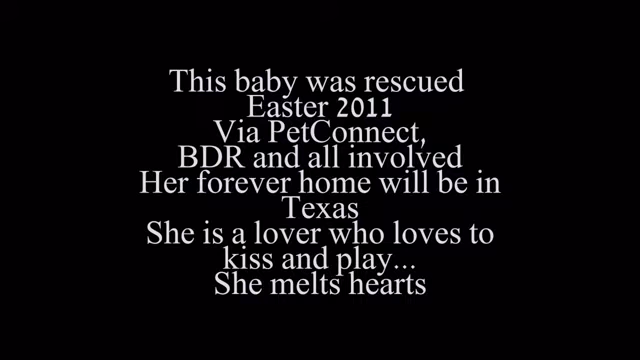 This baby was rescued
Easter 2011
Via PetConnect,
BDR and all involved
Her forever home will be in
Texas
She is a lover who loves to
kiss and play...
She melts hearts